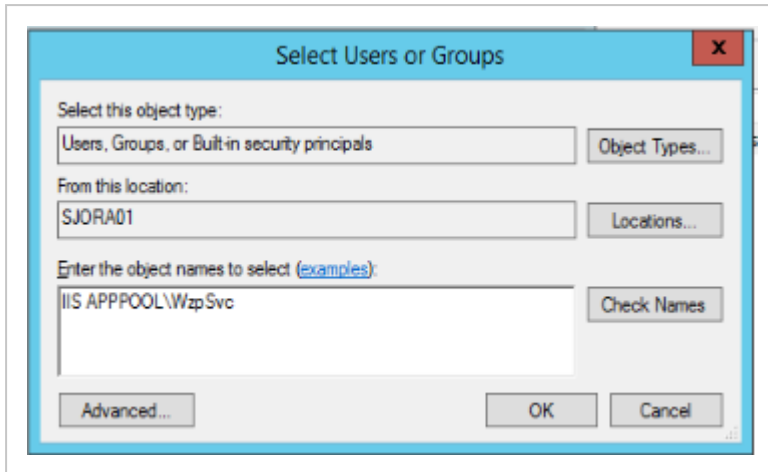 Select Users or Groups
x
Select this object type:
Users, Groups, or Built-in security principals
Object Types...
From this location:
SJORA01
Locations...
Enter the object names to select (examples):
IIS APPPOOL\WzpSvc
Check Names
Advanced...
OK
Cancel